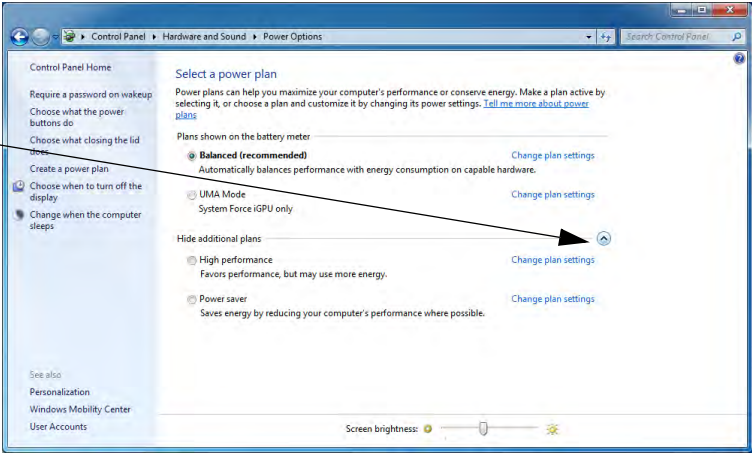 Control Panel ▸ Hardware and Sound ▸ Power Options
Search Control Panel
Control Panel Home
Require a password on wakeup
Choose what the power
buttons do
Choose what closing the lid
does
Create a power plan
Choose when to turn off the
display
Change when the computer
sleeps
See also
Personalization
Windows Mobility Center
User Accounts
Select a power plan
Power plans can help you maximize your computer's performance or conserve energy. Make a plan active by
selecting it, or choose a plan and customize it by changing its power settings. Tell me more about power
plans
Plans shown on the battery meter
Balanced (recommended) Change plan settings
Automatically balances performance with energy consumption on capable hardware.
UMA Mode Change plan settings
System Force iGPU only
Hide additional plans
High performance Change plan settings
Favors performance, but may use more energy.
Power saver Change plan settings
Saves energy by reducing your computer's performance where possible.
Screen brightness: